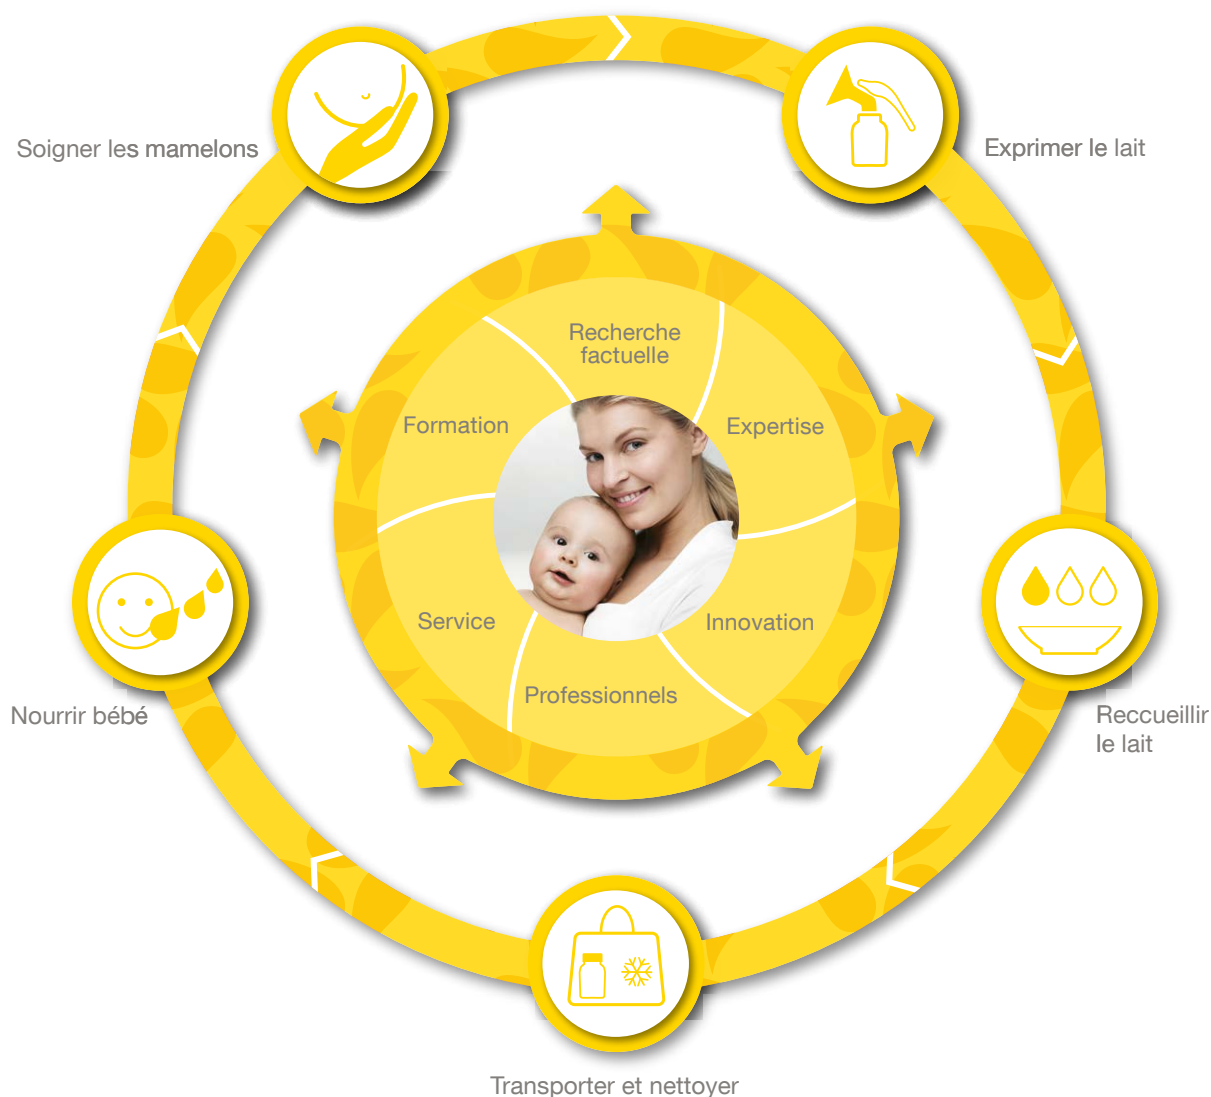 Soigner les mamelons
Exprimer le lait
Recherche
factuelle
Formation
Expertise
Service
Innovation
Professionnels
Nourrir bébé
Reccueillir
le lait
Transporter et nettoyer